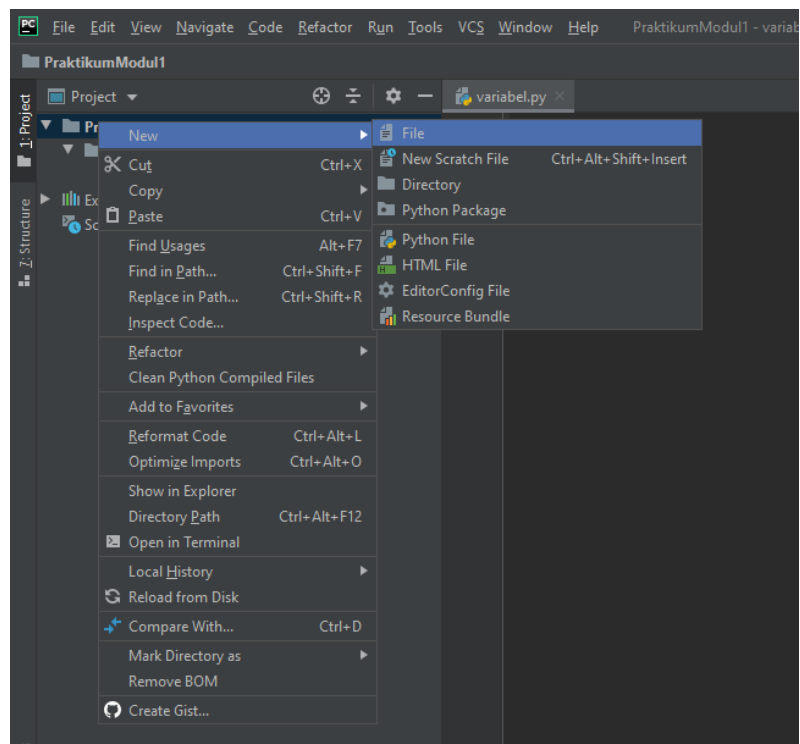 PC File Edit View Navigate Code Refactor Run Tools VCS Window Help PraktikumModul1 - variab
PraktikumModul1
1: Project
Project
variabel.py
Pr
New
File
New Scratch File Ctrl+Alt+Shift+Insert
Directory
Python Package
Python File
HTML File
EditorConfig File
Resource Bundle
Cut Ctrl+X
Copy
Paste Ctrl+V
Find Usages Alt+F7
Find in Path... Ctrl+Shift+F
Replace in Path... Ctrl+Shift+R
Inspect Code...
Refactor
Clean Python Compiled Files
Add to Favorites
Reformat Code Ctrl+Alt+L
Optimize Imports Ctrl+Alt+O
Show in Explorer
Directory Path Ctrl+Alt+F12
Open in Terminal
Local History
Reload from Disk
Compare With... Ctrl+D
Mark Directory as
Remove BOM
Create Gist...
Ex
Sc
7: Structure